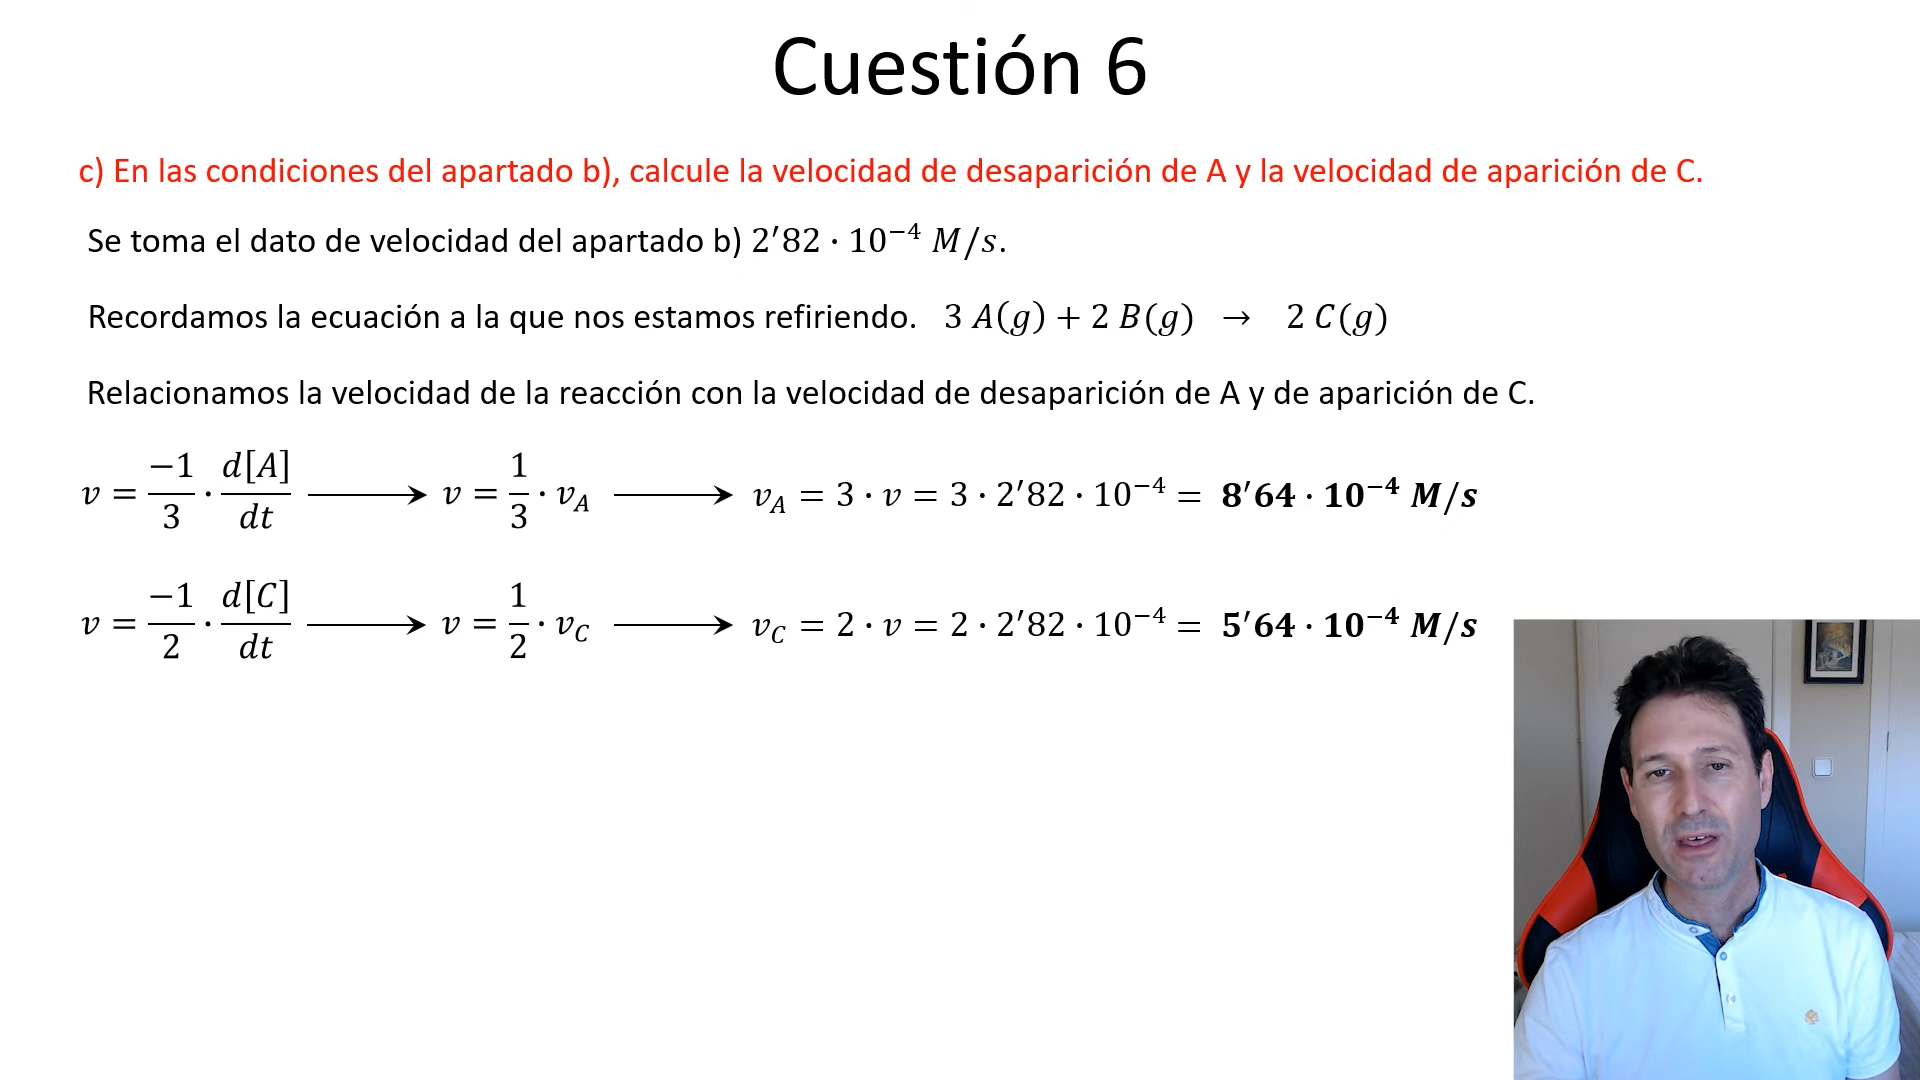 Cuestión 6
c) En las condiciones del apartado b), calcule la velocidad de desaparición de A y la velocidad de aparición de C.
Se toma el dato de velocidad del apartado b) 2′82 · 10⁻⁴ M/s.
Recordamos la ecuación a la que nos estamos refiriendo. 3 A(g) + 2 B(g) → 2 C(g)
Relacionamos la velocidad de la reacción con la velocidad de desaparición de A y de aparición de C.
v = −1/3 · d[A]/dt ⟶ v = 1/3 · v_A ⟶ v_A = 3 · v = 3 · 2′82 · 10⁻⁴ = 8′64 · 10⁻⁴ M/s
v = −1/2 · d[C]/dt ⟶ v = 1/2 · v_C ⟶ v_C = 2 · v = 2 · 2′82 · 10⁻⁴ = 5′64 · 10⁻⁴ M/s